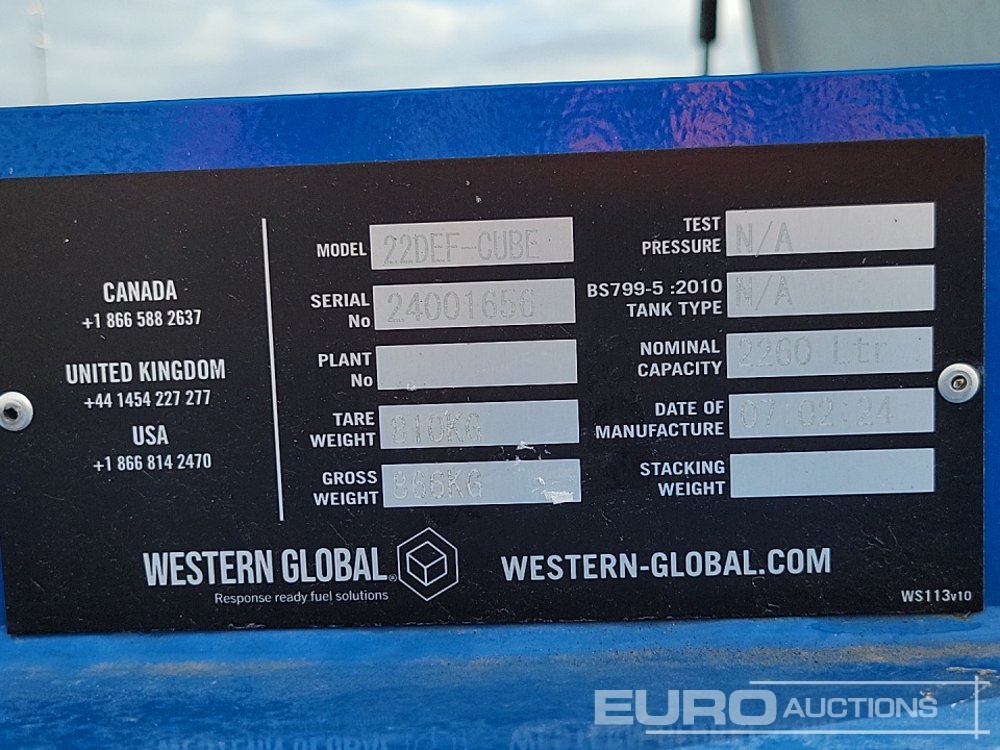 CANADA
+1 866 588 2637
UNITED KINGDOM
+44 1454 227 277
USA
+1 866 814 2470
MODEL 22DEF-CUBE
SERIAL No 24001656
PLANT No
TARE WEIGHT 810KG
GROSS WEIGHT 866KG
TEST PRESSURE N/A
BS799-5 :2010 TANK TYPE N/A
NOMINAL CAPACITY 2260 Ltr
DATE OF MANUFACTURE 07:02:24
STACKING WEIGHT
WESTERN GLOBAL®
Response ready fuel solutions
WESTERN-GLOBAL.COM
WS113v10
EURO AUCTIONS